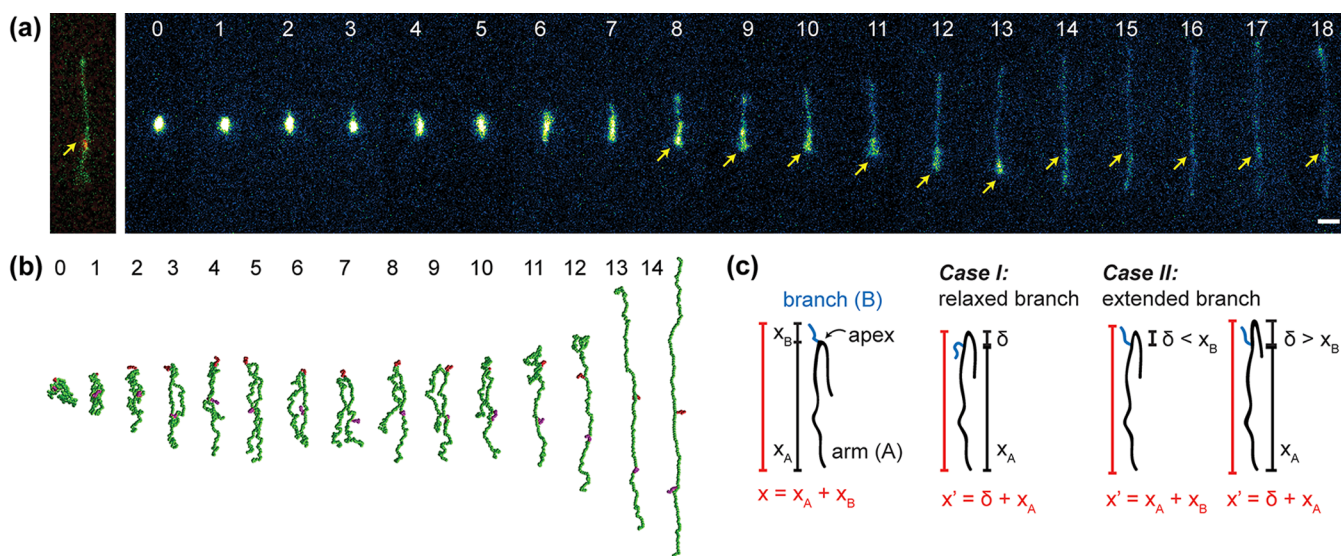 (a)
0 1 2 3 4 5 6 7 8 9 10 11 12 13 14 15 16 17 18
(b)
0 1 2 3 4 5 6 7 8 9 10 11 12 13 14
(c)
Case I: Case II:
branch (B) relaxed branch extended branch
x_B apex δ δ < x_B δ > x_B
x_A arm (A) x_A x_A
x = x_A + x_B x' = δ + x_A x' = x_A + x_B x' = δ + x_A